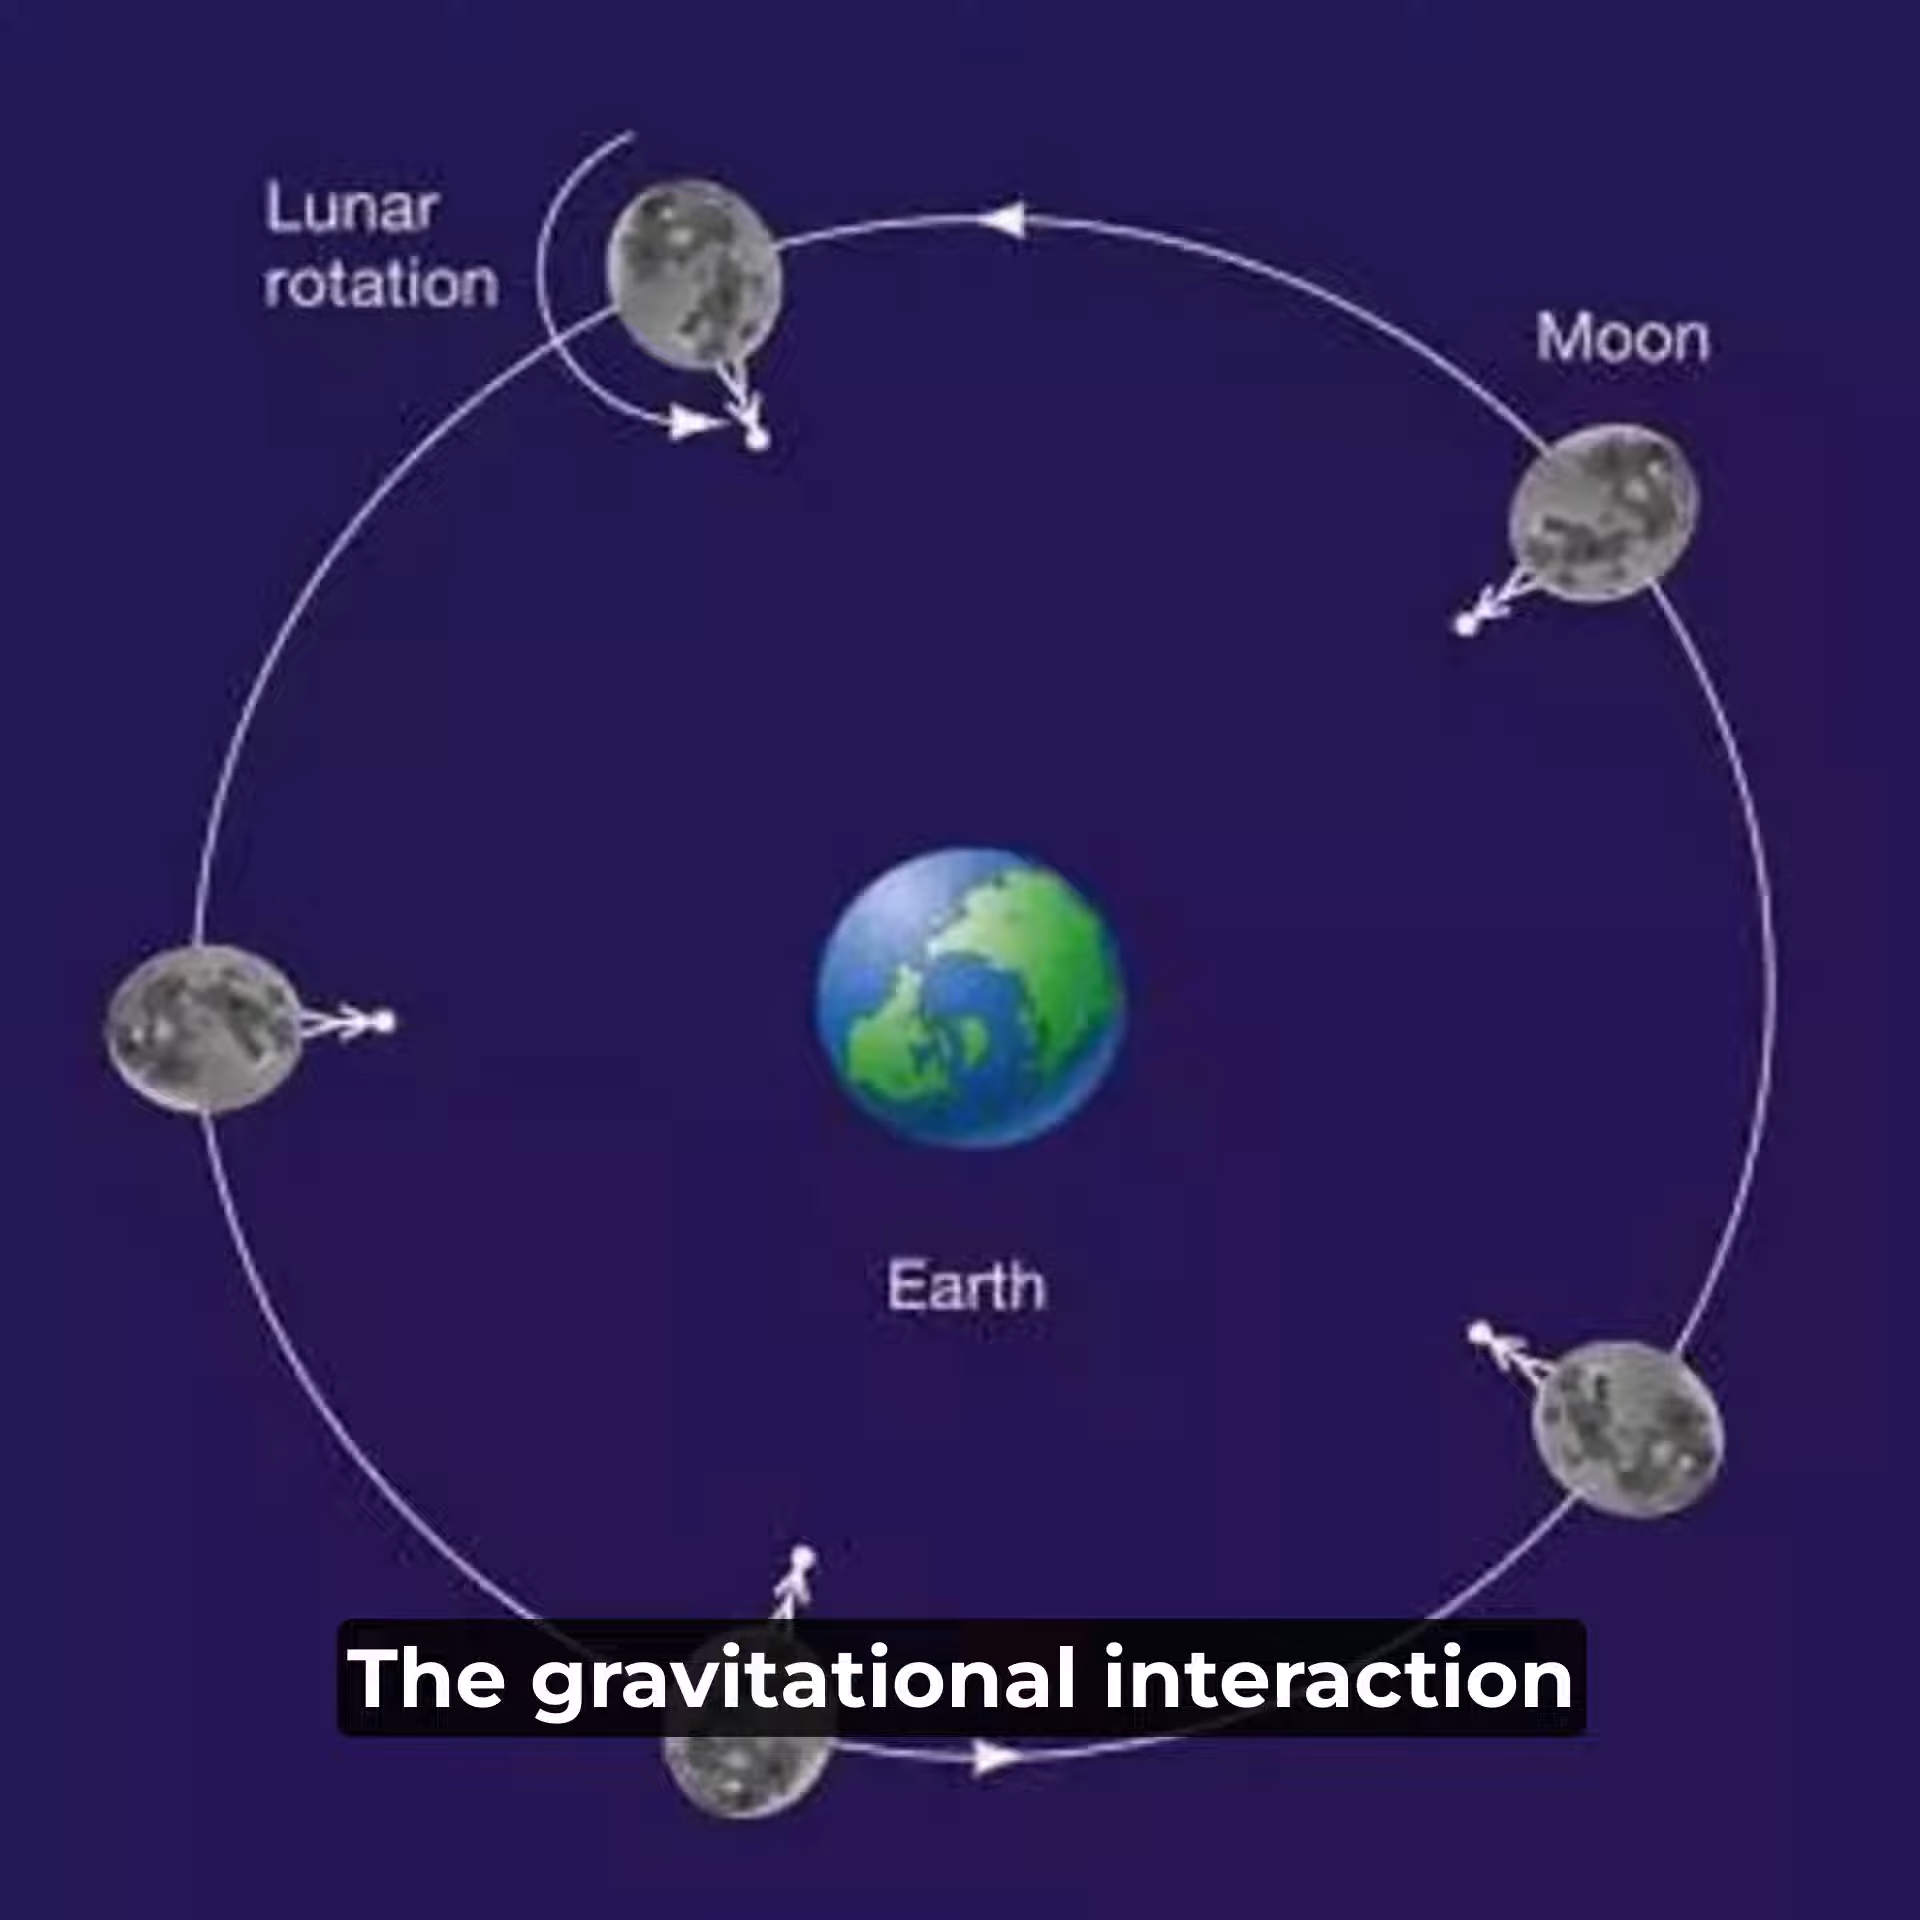 Lunar
rotation
Moon
Earth
The gravitational interaction